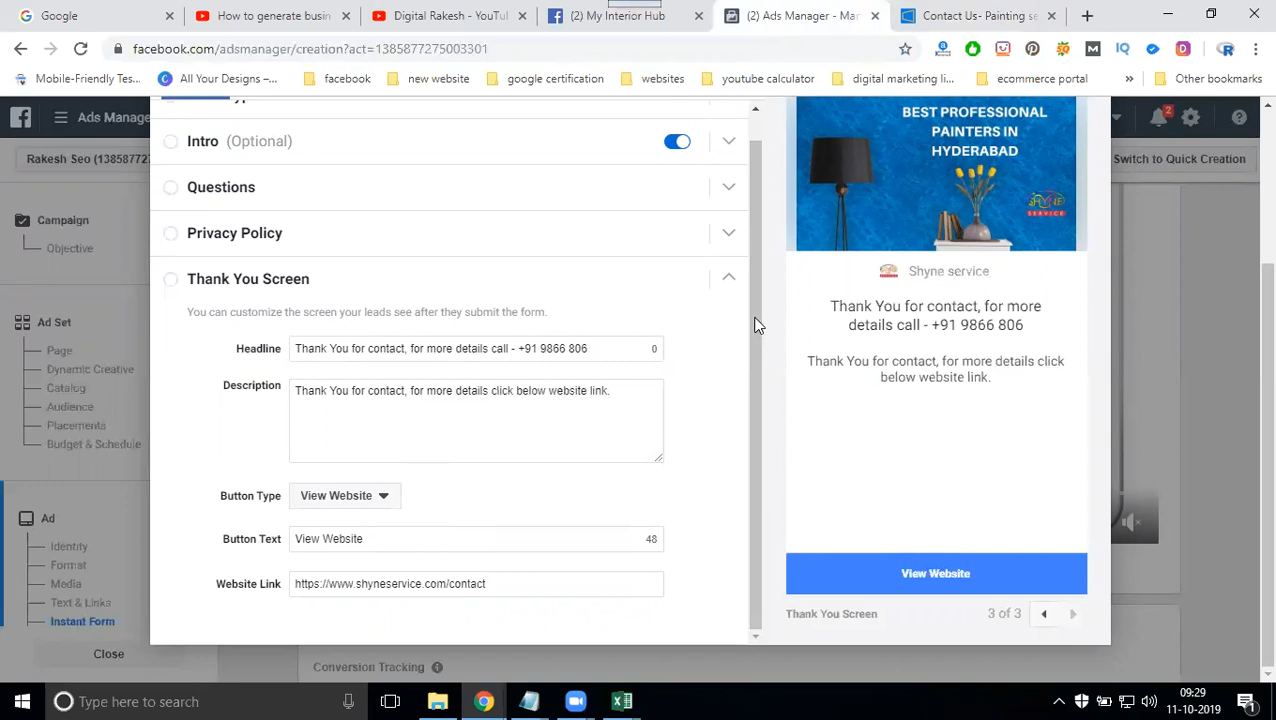 Google
How to generate busin
Digital Rakesh - YouTu
(2) My Interior Hub
(2) Ads Manager - Mar
Contact Us- Painting se
facebook.com/adsmanager/creation?act=1385877275003301
Mobile-Friendly Tes...
All Your Designs –...
facebook
new website
google certification
websites
youtube calculator
digital marketing li...
ecommerce portal
Other bookmarks
Ads Manage
2
Switch to Quick Creation
Rakesh Seo (13858772
Campaign
Objective
Ad Set
Page
Dynamic Creative
Catalog
Audience
Placements
Budget & Schedule
Ad
Identity
Format
Media
Text & Links
Instant Form
Close
Intro (Optional)
Questions
Privacy Policy
Thank You Screen
You can customize the screen your leads see after they submit the form.
Headline
Thank You for contact, for more details call - +91 9866 806
0
Description
Thank You for contact, for more details click below website link.
Button Type
View Website
Button Text
View Website
48
Website Link
https://www.shyneservice.com/contact
BEST PROFESSIONAL
PAINTERS IN
HYDERABAD
SHYNE
SERVICE
Shyne service
Thank You for contact, for more
details call - +91 9866 806
Thank You for contact, for more details click
below website link.
View Website
Thank You Screen
3 of 3
Conversion Tracking
Type here to search
09:29
11-10-2019
1